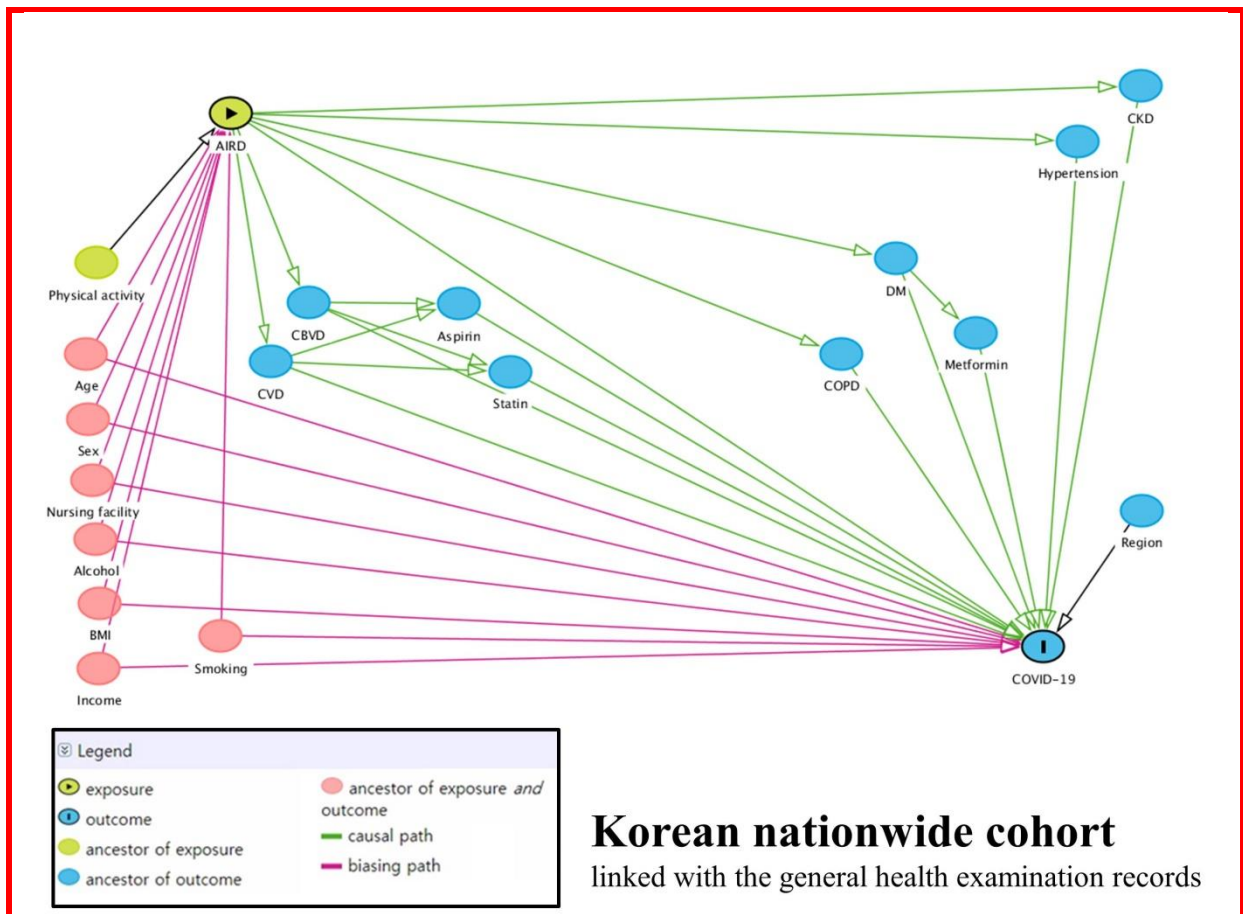 CKD
AIRD
Hypertension
Physical activity
DM
CBVD
Aspirin
Metformin
Age
CVD
Statin
COPD
Sex
Nursing facility
Region
Alcohol
BMI
Smoking
COVID-19
Income
Legend
exposure
outcome
ancestor of exposure
ancestor of outcome
ancestor of exposure and
outcome
causal path
biasing path
Korean nationwide cohort
linked with the general health examination records